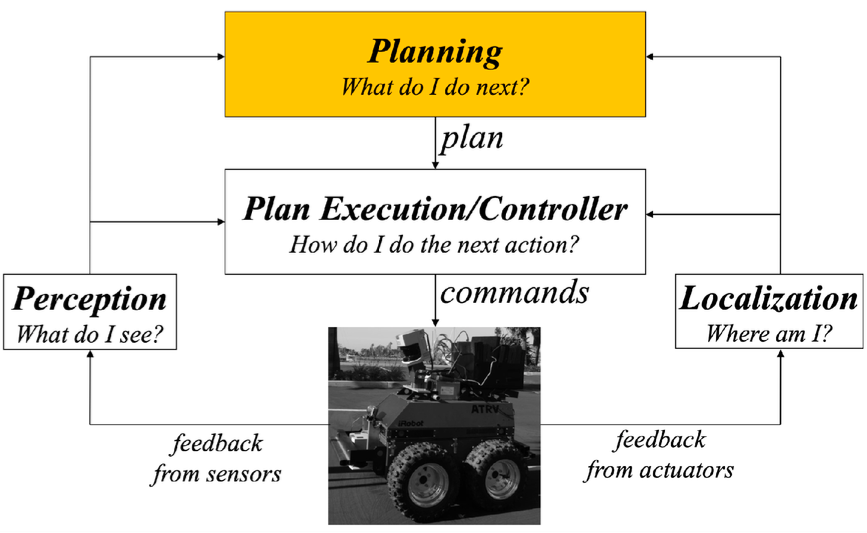 Planning
What do I do next?
plan
Plan Execution/Controller
How do I do the next action?
commands
Perception
What do I see?
Localization
Where am I?
ATRV
iRobot
feedback
from sensors
feedback
from actuators